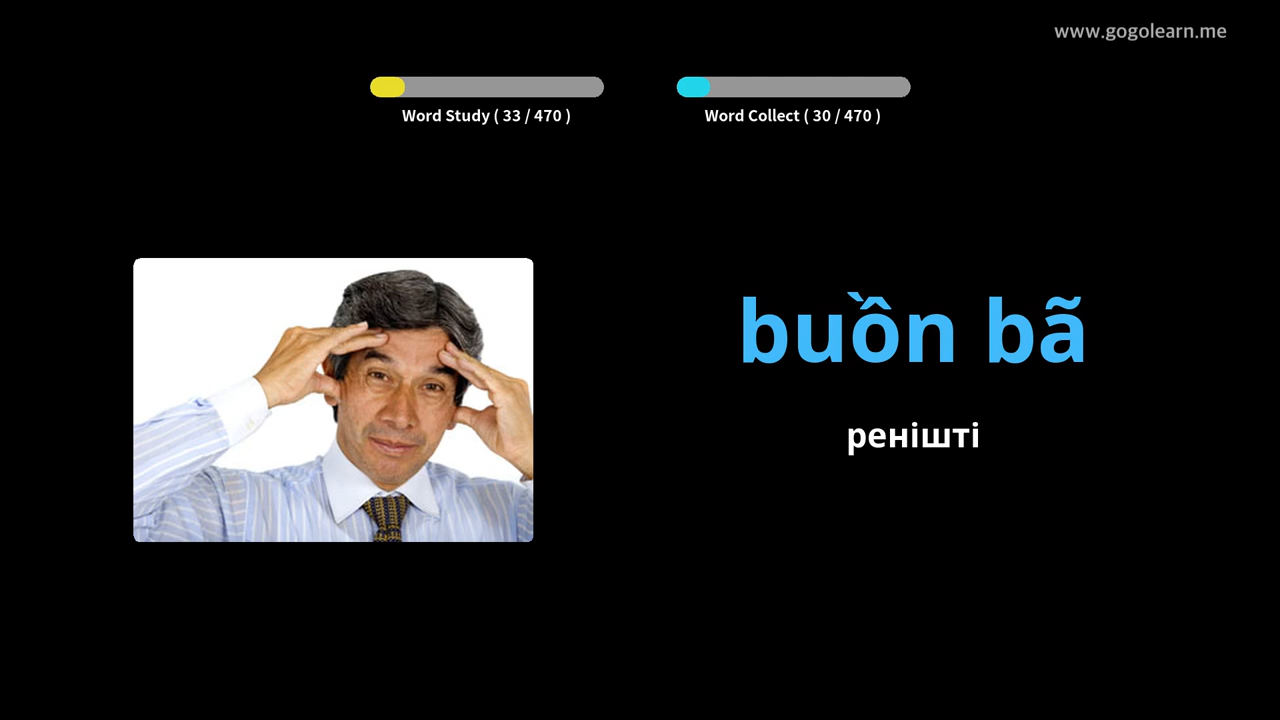 www.gogolearn.me
Word Study ( 33 / 470 )
Word Collect ( 30 / 470 )
buồn bã
ренішті